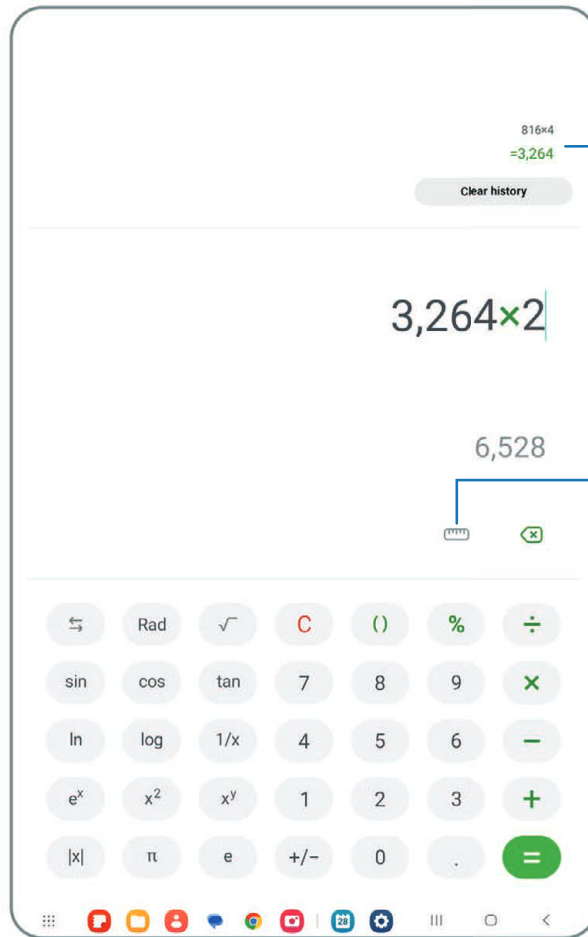 816×4
=3,264
Clear history
3,264×2
6,528
Rad √ C () % ÷
sin cos tan 7 8 9 ×
ln log 1/x 4 5 6 −
eˣ x² xʸ 1 2 3 +
|x| π e +/− 0 . =
28